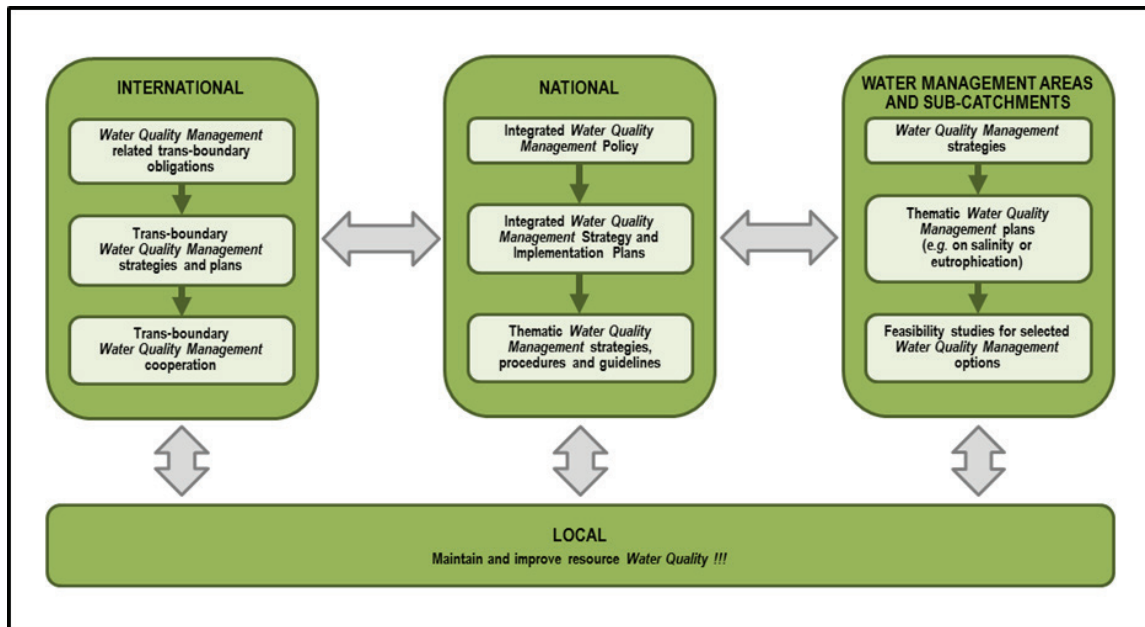 INTERNATIONAL
Water Quality Management
related trans-boundary
obligations
Trans-boundary
Water Quality Management
strategies and plans
Trans-boundary
Water Quality Management
cooperation
NATIONAL
Integrated Water Quality
Management Policy
Integrated Water Quality
Management Strategy and
Implementation Plans
Thematic Water Quality
Management strategies,
procedures and guidelines
WATER MANAGEMENT AREAS
AND SUB-CATCHMENTS
Water Quality Management
strategies
Thematic Water Quality
Management plans
(e.g. on salinity or
eutrophication)
Feasibility studies for selected
Water Quality Management
options
LOCAL
Maintain and improve resource Water Quality !!!